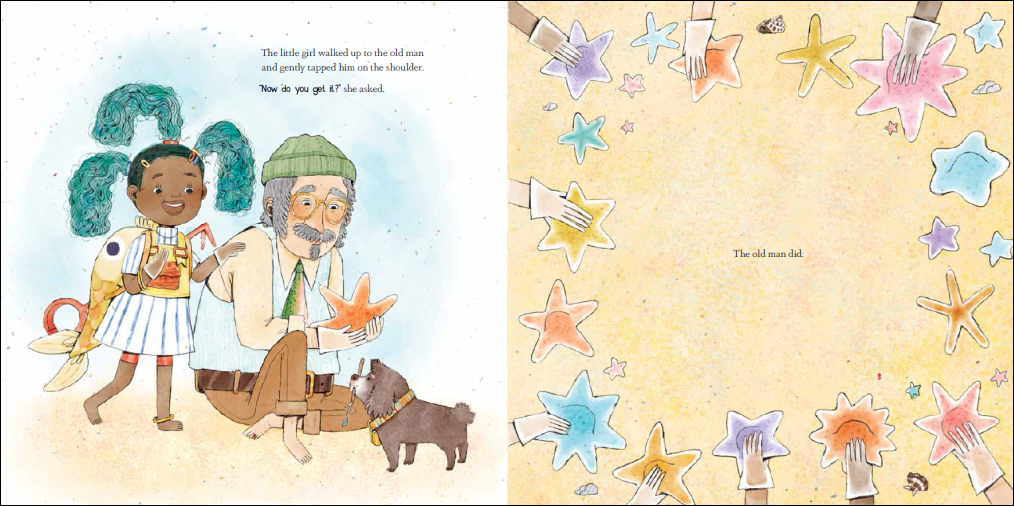 The little girl walked up to the old man
and gently tapped him on the shoulder.
"Now do you get it?" she asked.
The old man did.